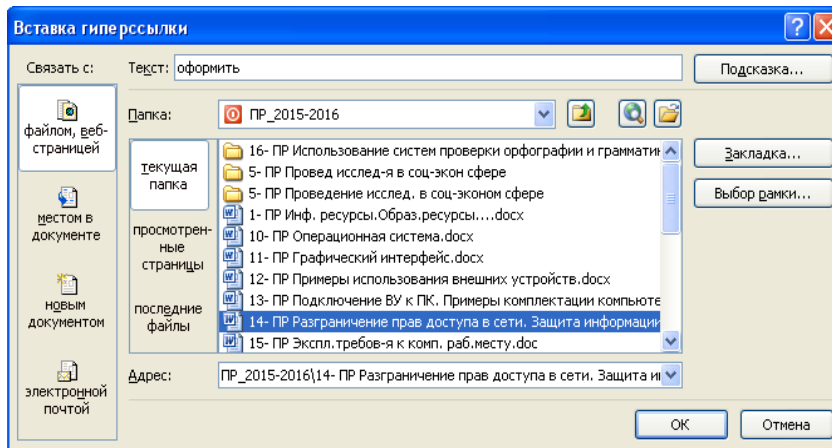 Вставка гиперссылки
Связать с:
Текст: оформить
Подсказка...
файлом, веб-страницей
Папка:
ПР_2015-2016
текущая папка
просмотрен-ные страницы
последние файлы
16- ПР Использование систем проверки орфографии и граммати
5- ПР Провед исслед-я в соц-экон сфере
5- ПР Проведение исслед. в соц-эконом сфере
1- ПР Инф. ресурсы.Образ.ресурсы....docx
10- ПР Операционная система.docx
11- ПР Графический интерфейс.docx
12- ПР Примеры использования внешних устройств.docx
13- ПР Подключение ВУ к ПК. Примеры комплектации компьюте
14- ПР Разграничение прав доступа в сети. Защита информации
15- ПР Экспл.требов-я к комп. раб.месту.doc
Закладка...
Выбор рамки...
местом в документе
новым документом
электронной почтой
Адрес:
ПР_2015-2016\14- ПР Разграничение прав доступа в сети. Защита и
ОК
Отмена